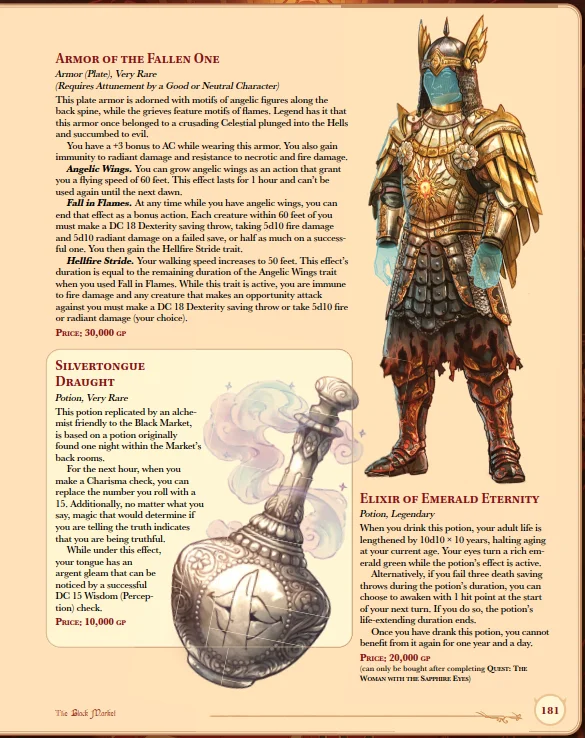 ARMOR OF THE FALLEN ONE
Armor (Plate), Very Rare
(Requires Attunement by a Good or Neutral Character)
This plate armor is adorned with motifs of angelic figures along the
back spine, while the grieves feature motifs of flames. Legend has it that
this armor once belonged to a crusading Celestial plunged into the Hells
and succumbed to evil.
You have a +3 bonus to AC while wearing this armor. You also gain
immunity to radiant damage and resistance to necrotic and fire damage.
Angelic Wings. You can grow angelic wings as an action that grant
you a flying speed of 60 feet. This effect lasts for 1 hour and can't be
used again until the next dawn.
Fall in Flames. At any time while you have angelic wings, you can
end that effect as a bonus action. Each creature within 60 feet of you
must make a DC 18 Dexterity saving throw, taking 5d10 fire damage
and 5d10 radiant damage on a failed save, or half as much on a success-
ful one. You then gain the Hellfire Stride trait.
Hellfire Stride. Your walking speed increases to 50 feet. This effect's
duration is equal to the remaining duration of the Angelic Wings trait
when you used Fall in Flames. While this trait is active, you are immune
to fire damage and any creature that makes an opportunity attack
against you must make a DC 18 Dexterity saving throw or take 5d10 fire
or radiant damage (your choice).
PRICE: 30,000 GP
SILVERTONGUE
DRAUGHT
Potion, Very Rare
This potion replicated by an alche-
mist friendly to the Black Market,
is based on a potion originally
found one night within the Market's
back rooms.
For the next hour, when you
make a Charisma check, you can
replace the number you roll with a
15. Additionally, no matter what you
say, magic that would determine if
you are telling the truth indicates
that you are being truthful.
While under this effect,
your tongue has an
argent gleam that can be
noticed by a successful
DC 15 Wisdom (Percep-
tion) check.
PRICE: 10,000 GP
ELIXIR OF EMERALD ETERNITY
Potion, Legendary
When you drink this potion, your adult life is
lengthened by 10d10 × 10 years, halting aging
at your current age. Your eyes turn a rich em-
erald green while the potion's effect is active.
Alternatively, if you fail three death saving
throws during the potion's duration, you can
choose to awaken with 1 hit point at the start
of your next turn. If you do so, the potion's
life-extending duration ends.
Once you have drank this potion, you cannot
benefit from it again for one year and a day.
PRICE: 20,000 GP
(can only be bought after completing QUEST: THE
WOMAN WITH THE SAPPHIRE EYES)
The Black Market
181